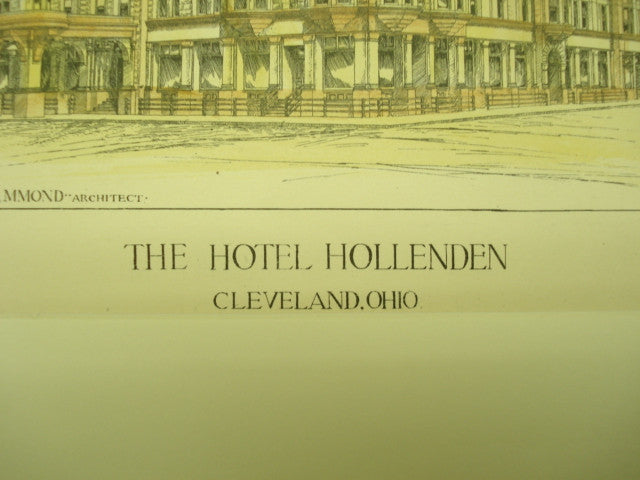 MMOND ARCHITECT.
THE HOTEL HOLLENDEN
CLEVELAND, OHIO.